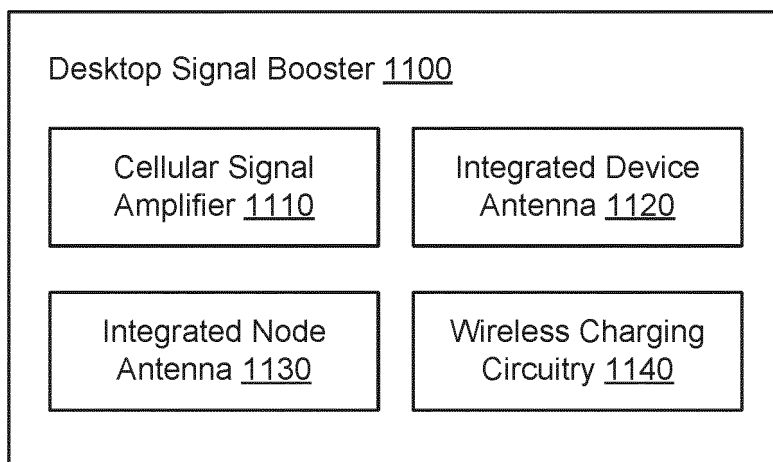 Desktop Signal Booster 1100
Cellular Signal
Amplifier 1110
Integrated Device
Antenna 1120
Integrated Node
Antenna 1130
Wireless Charging
Circuitry 1140